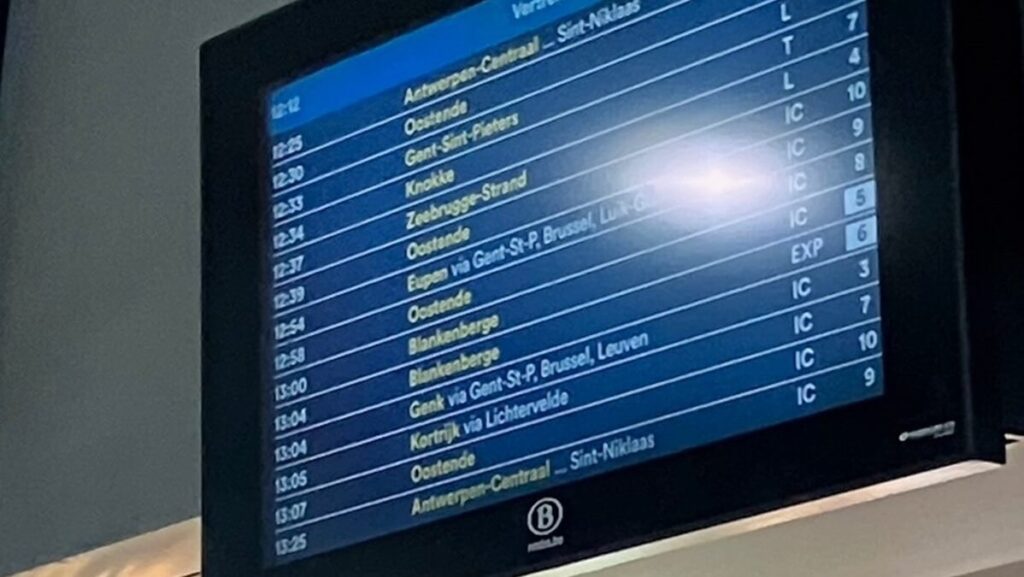 12:12
12:25 Antwerpen-Centraal _ Sint-Niklaas
12:30 Oostende
12:33 Gent-Sint-Pieters L
12:34 Knokke T 7
12:37 Zeebrugge-Strand L 4
12:39 Oostende IC 10
12:54 Eupen via Gent-St-P, Brussel, IC 9
12:58 Oostende IC 8
13:00 Blankenberge IC 5
13:04 Blankenberge EXP 6
13:04 Genk via Gent-St-P, Brussel, Leuven IC 3
13:05 Kortrijk via Lichtervelde IC 7
13:07 Oostende IC 10
13:25 Antwerpen-Centraal _ Sint-Niklaas IC 9
B